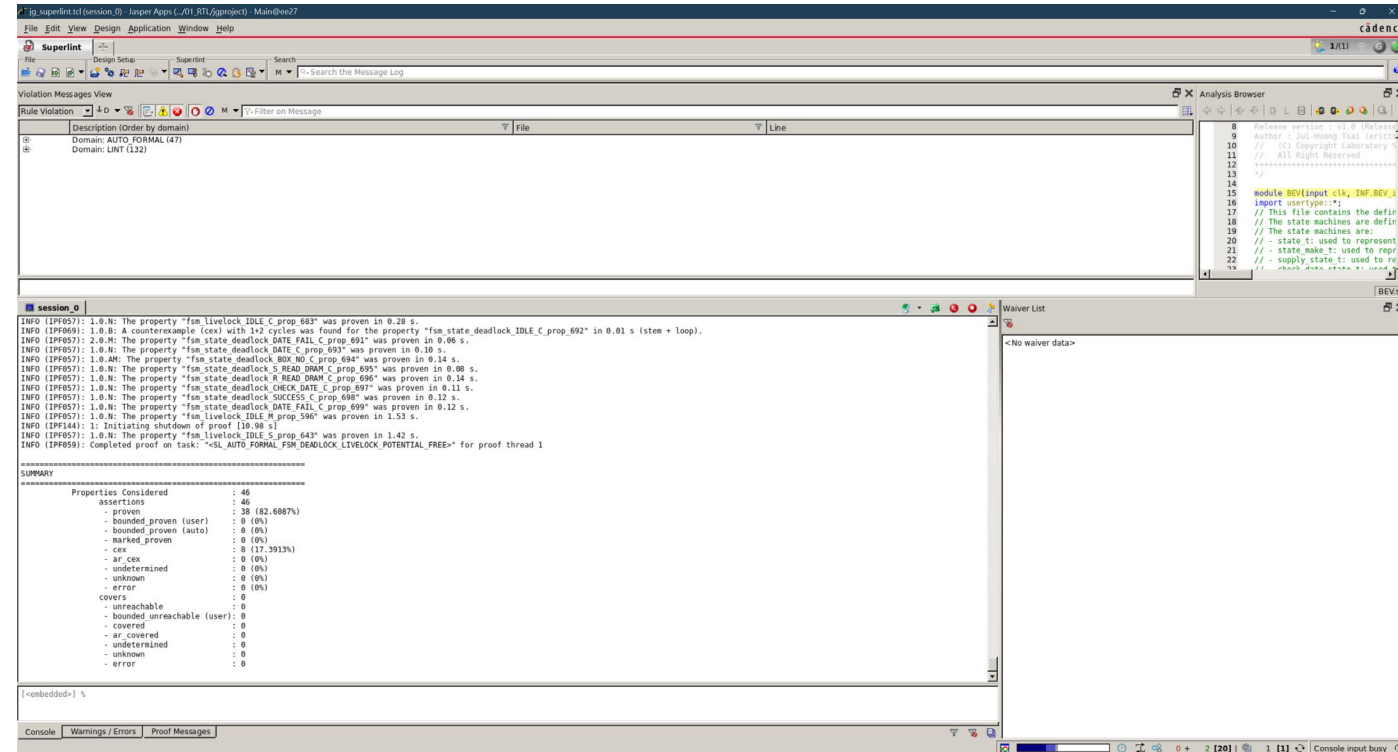 jg_superlint.tcl (session_0) - Jasper Apps (.../01_RTL/jgproject) - Main@ee27
File Edit View Design Application Window Help
cādenc
Superlint
1/(1)
File Design Setup Superlint Search
M Search the Message Log
Violation Messages View
Analysis Browser
Rule Violation
D
M
Filter on Message
Description (Order by domain) File Line
Domain: AUTO_FORMAL (47)
Domain: LINT (132)
8 Release version : v1.0 (Release
9 Author : Jui-Huang Tsai (erict
10 // (C) Copyright Laboratory S
11 // All Right Reserved
12 ++++++++++++++++++++++++++++++
13 */
14
15 module BEV(input clk, INF.BEV_i
16 import usertype::*;
17 // This file contains the defin
18 // The state machines are defin
19 // The state machines are:
20 // - state_t: used to represent
21 // - state_make_t: used to repr
22 // - supply_state_t: used to re
23 // - check_date_state_t: used t
BEV.s
session_0
INFO (IPF057): 1.0.N: The property "fsm_livelock_IDLE_C_prop_683" was proven in 0.28 s.
INFO (IPF069): 1.0.B: A counterexample (cex) with 1+2 cycles was found for the property "fsm_state_deadlock_IDLE_C_prop_692" in 0.01 s (stem + loop).
INFO (IPF057): 2.0.M: The property "fsm_state_deadlock_DATE_FAIL_C_prop_691" was proven in 0.06 s.
INFO (IPF057): 1.0.N: The property "fsm_state_deadlock_DATE_C_prop_693" was proven in 0.10 s.
INFO (IPF057): 1.0.AM: The property "fsm_state_deadlock_BOX_NO_C_prop_694" was proven in 0.14 s.
INFO (IPF057): 1.0.N: The property "fsm_state_deadlock_S_READ_DRAM_C_prop_695" was proven in 0.08 s.
INFO (IPF057): 1.0.N: The property "fsm_state_deadlock_R_READ_DRAM_C_prop_696" was proven in 0.14 s.
INFO (IPF057): 1.0.N: The property "fsm_state_deadlock_CHECK_DATE_C_prop_697" was proven in 0.11 s.
INFO (IPF057): 1.0.N: The property "fsm_state_deadlock_SUCCESS_C_prop_698" was proven in 0.12 s.
INFO (IPF057): 1.0.N: The property "fsm_state_deadlock_DATE_FAIL_C_prop_699" was proven in 0.12 s.
INFO (IPF057): 1.0.N: The property "fsm_livelock_IDLE_M_prop_596" was proven in 1.53 s.
INFO (IPF144): 1: Initiating shutdown of proof [10.98 s]
INFO (IPF057): 1.0.N: The property "fsm_livelock_IDLE_S_prop_643" was proven in 1.42 s.
INFO (IPF059): Completed proof on task: "<SL_AUTO_FORMAL_FSM_DEADLOCK_LIVELOCK_POTENTIAL_FREE>" for proof thread 1
==============================================================
SUMMARY
==============================================================
Properties Considered : 46
assertions : 46
- proven : 38 (82.6087%)
- bounded_proven (user) : 0 (0%)
- bounded_proven (auto) : 0 (0%)
- marked_proven : 0 (0%)
- cex : 8 (17.3913%)
- ar_cex : 0 (0%)
- undetermined : 0 (0%)
- unknown : 0 (0%)
- error : 0 (0%)
covers : 0
- unreachable : 0
- bounded_unreachable (user): 0
- covered : 0
- ar_covered : 0
- undetermined : 0
- unknown : 0
- error : 0
Waiver List
<No waiver data>
[<embedded>] %
Console Warnings / Errors Proof Messages
0 + 2 [20] | 1 [1] Console input busy